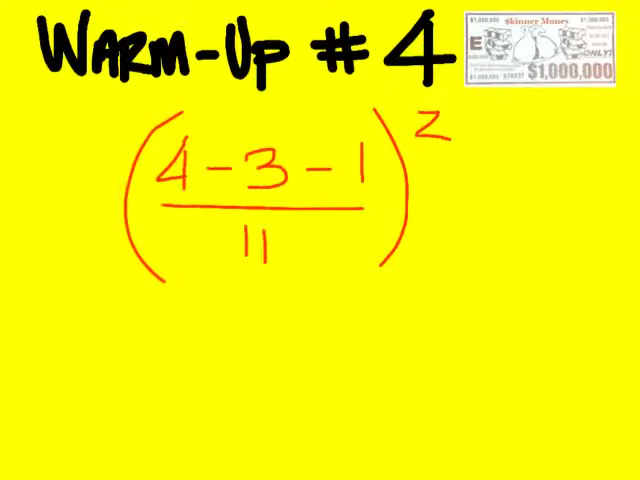 WARM-UP # 4
$1,000,000 $kinner Money $1,000,000
E
ONLY!
$1,000,000 $1,000,000
(4 - 3 - 1)²
11